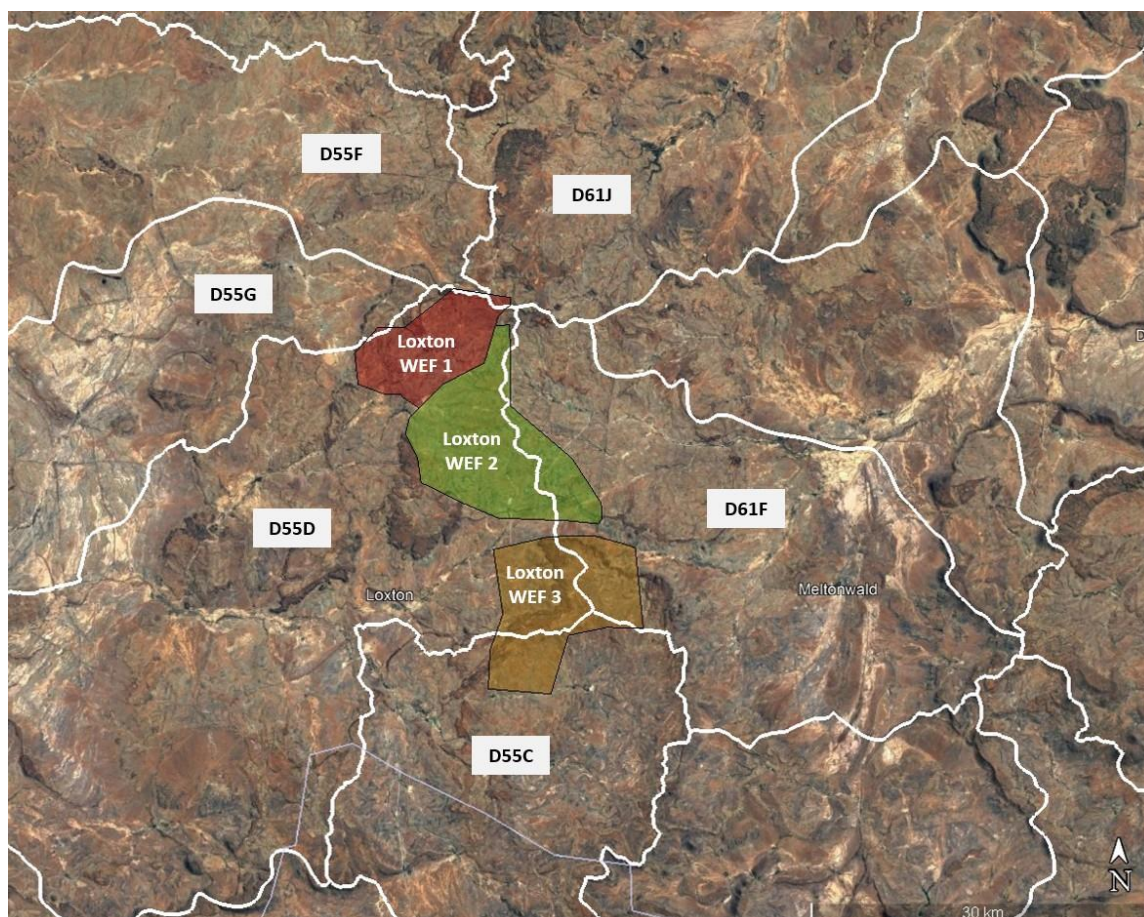 D55F
D61J
D55G
Loxton
WEF 1
D
Loxton
WEF 2
D61F
D55D
Loxton
WEF 3
Loxton
Meltonwald
D55C
N
30 km